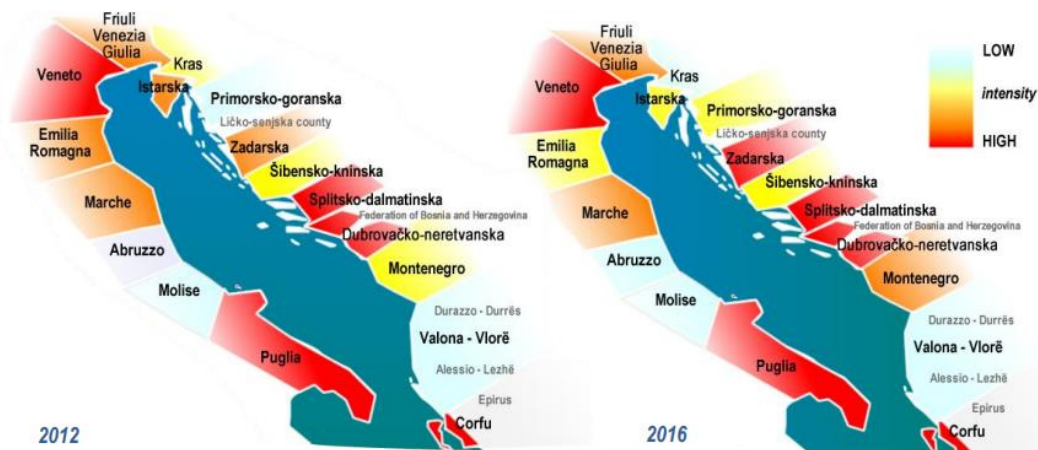 Friuli
Venezia
Giulia
Kras
Veneto
Istarska
Primorsko-goranska
Ličko-senjska county
Emilia
Romagna
Zadarska
Šibensko-kninska
Marche
Splitsko-dalmatinska
Federation of Bosnia and Herzegovina
Dubrovačko-neretvanska
Abruzzo
Montenegro
Molise
Durazzo - Durrës
Valona - Vlorë
Puglia
Alessio - Lezhë
Epirus
Corfu
2012
Friuli
Venezia
Giulia
Kras
Veneto
Istarska
Primorsko-goranska
Ličko-senjska county
Emilia
Romagna
Zadarska
Šibensko-kninska
Marche
Splitsko-dalmatinska
Federation of Bosnia and Herzegovina
Dubrovačko-neretvanska
Abruzzo
Montenegro
Molise
Durazzo - Durrës
Valona - Vlorë
Puglia
Alessio - Lezhë
Epirus
Corfu
2016
LOW
intensity
HIGH